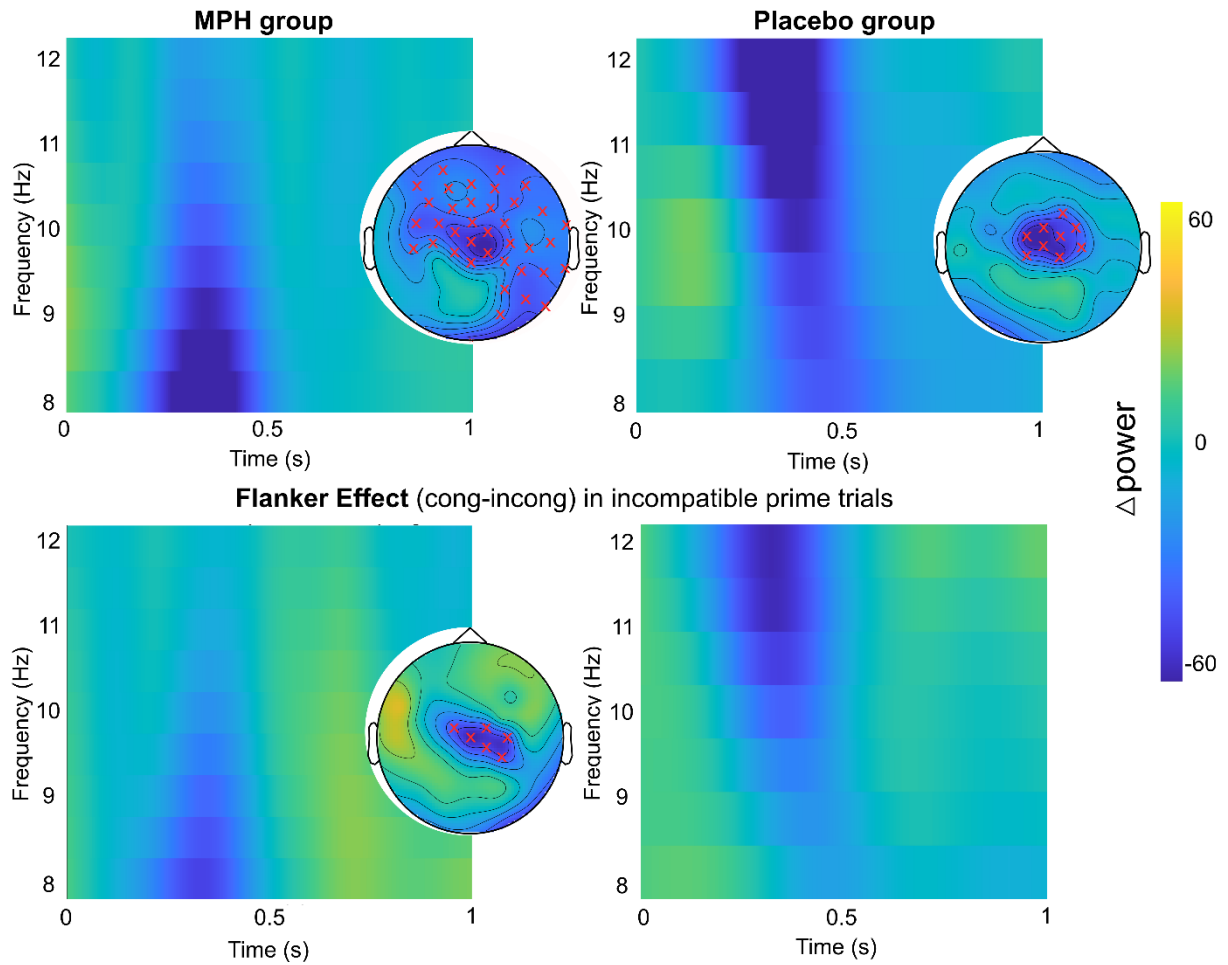 MPH group
Placebo group
12
11
10
9
8
Frequency (Hz)
0
0.5
1
Time (s)
12
11
10
9
8
Frequency (Hz)
0
0.5
1
Time (s)
60
0
-60
△power
Flanker Effect (cong-incong) in incompatible prime trials
12
11
10
9
8
Frequency (Hz)
0
0.5
1
Time (s)
12
11
10
9
8
Frequency (Hz)
0
0.5
1
Time (s)